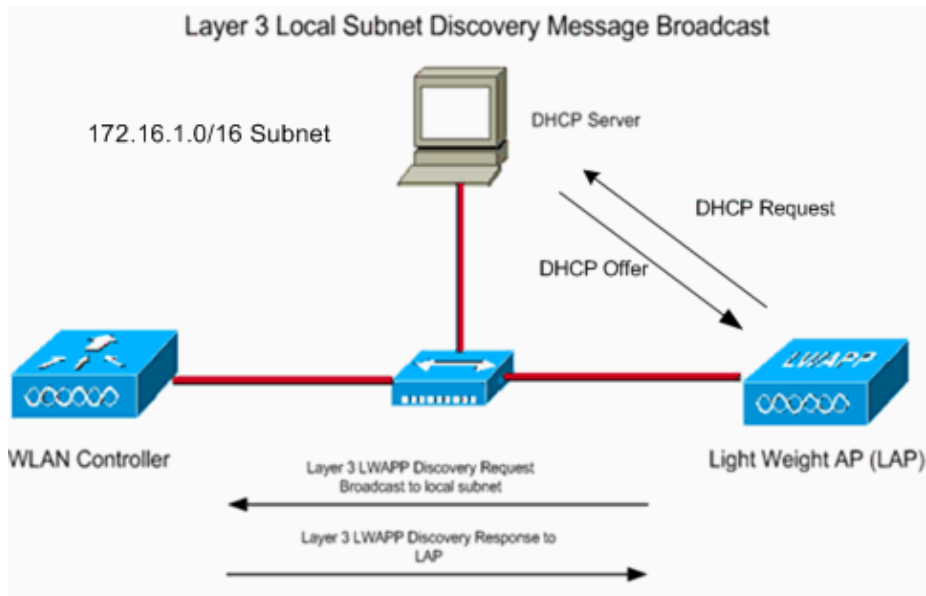 Layer 3 Local Subnet Discovery Message Broadcast
172.16.1.0/16 Subnet
DHCP Server
DHCP Request
DHCP Offer
LWAPP
WLAN Controller
Light Weight AP (LAP)
Layer 3 LWAPP Discovery Request
Broadcast to local subnet
Layer 3 LWAPP Discovery Response to
LAP